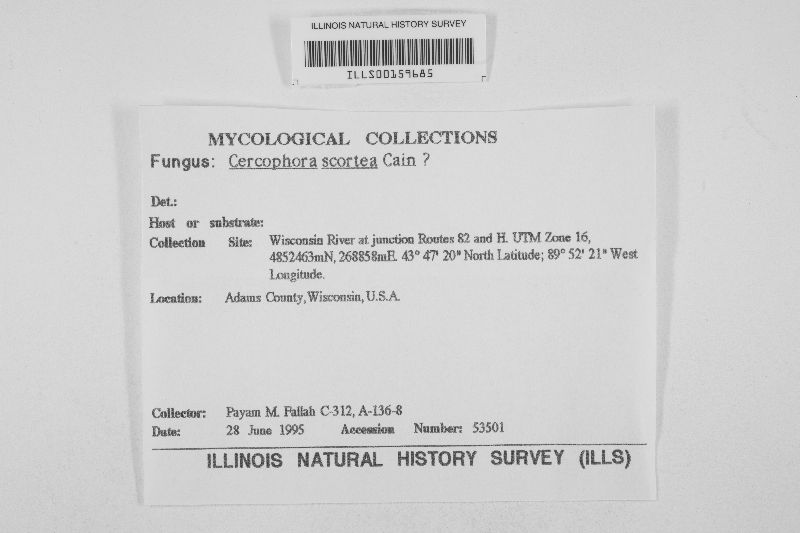 ILLINOIS NATURAL HISTORY SURVEY
ILLS00159685
MYCOLOGICAL COLLECTIONS
Fungus: Cercophora scortea Cain ?
Det.:
Host or substrate:
Collection Site: Wisconsin River at junction Routes 82 and H. UTM Zone 16,
4852463mN, 268858mE. 43° 47' 20" North Latitude; 89° 52' 21" West
Longitude.
Location: Adams County, Wisconsin, U.S.A.
Collector: Payam M. Fallah C-312, A-136-8
Date: 28 June 1995 Accession Number: 53501
ILLINOIS NATURAL HISTORY SURVEY (ILLS)